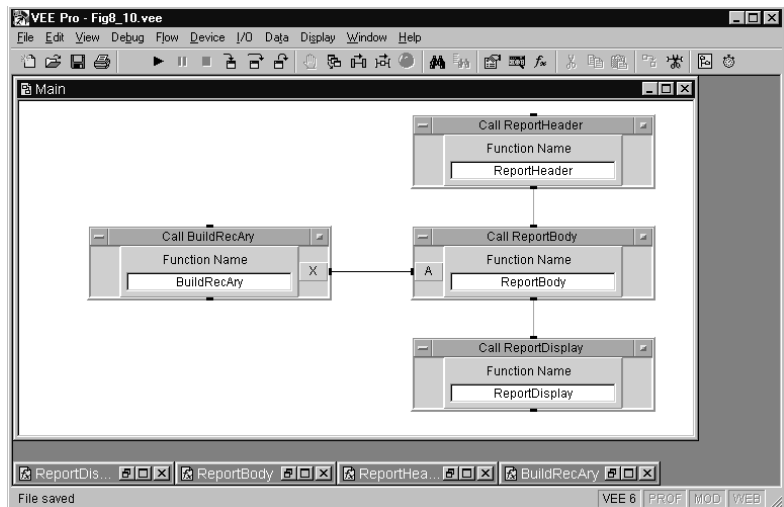 VEE Pro - Fig8_10.vee
File Edit View Debug Flow Device I/O Data Display Window Help
Main
Call ReportHeader
Function Name
ReportHeader
Call BuildRecAry
Function Name
BuildRecAry
X
Call ReportBody
Function Name
A
ReportBody
Call ReportDisplay
Function Name
ReportDisplay
ReportDis... ReportBody ReportHea... BuildRecAry
File saved VEE 6 PROF MOD WEB